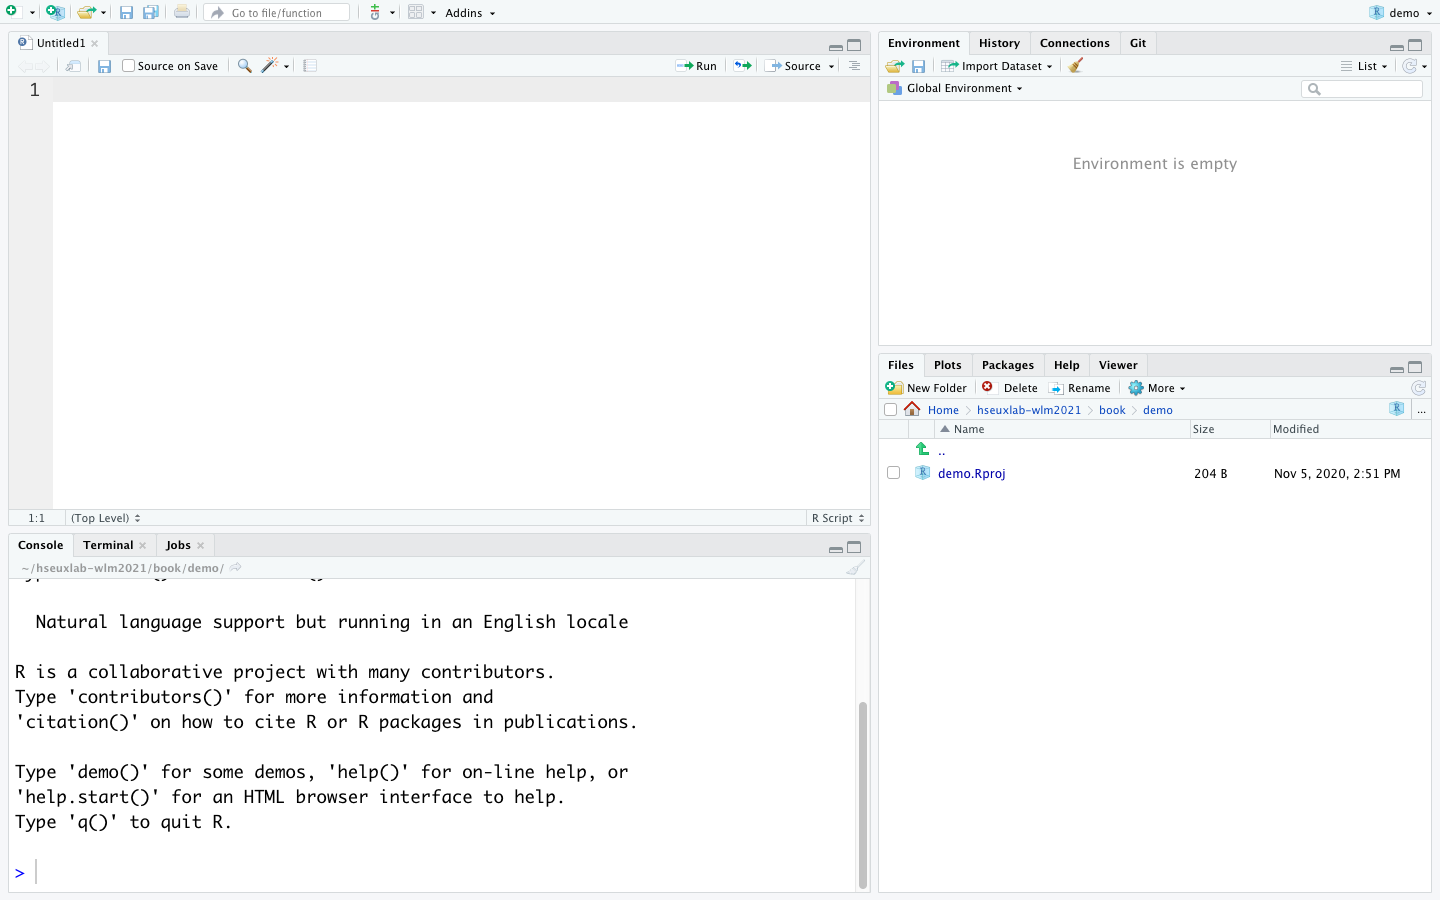 Go to file/function
Addins
demo
Untitled1
Source on Save
Run
Source
1
1:1
(Top Level)
R Script
Console
Terminal
Jobs
~/hseuxlab-wlm2021/book/demo/
Natural language support but running in an English locale
R is a collaborative project with many contributors.
Type 'contributors()' for more information and
'citation()' on how to cite R or R packages in publications.
Type 'demo()' for some demos, 'help()' for on-line help, or
'help.start()' for an HTML browser interface to help.
Type 'q()' to quit R.
>
Environment
History
Connections
Git
Import Dataset
List
Global Environment
Environment is empty
Files
Plots
Packages
Help
Viewer
New Folder
Delete
Rename
More
Home
hseuxlab-wlm2021
book
demo
...
Name
Size
Modified
..
demo.Rproj
204 B
Nov 5, 2020, 2:51 PM